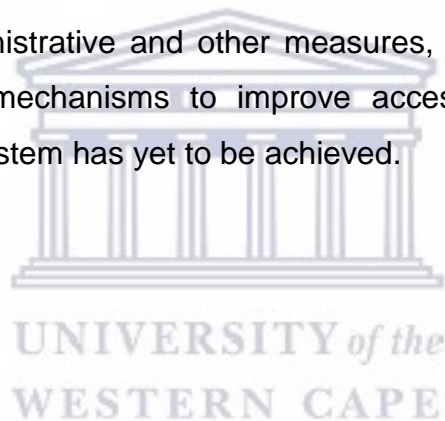 nistrative and other measures,
mechanisms to improve acces
stem has yet to be achieved.
UNIVERSITY of the
WESTERN CAPE